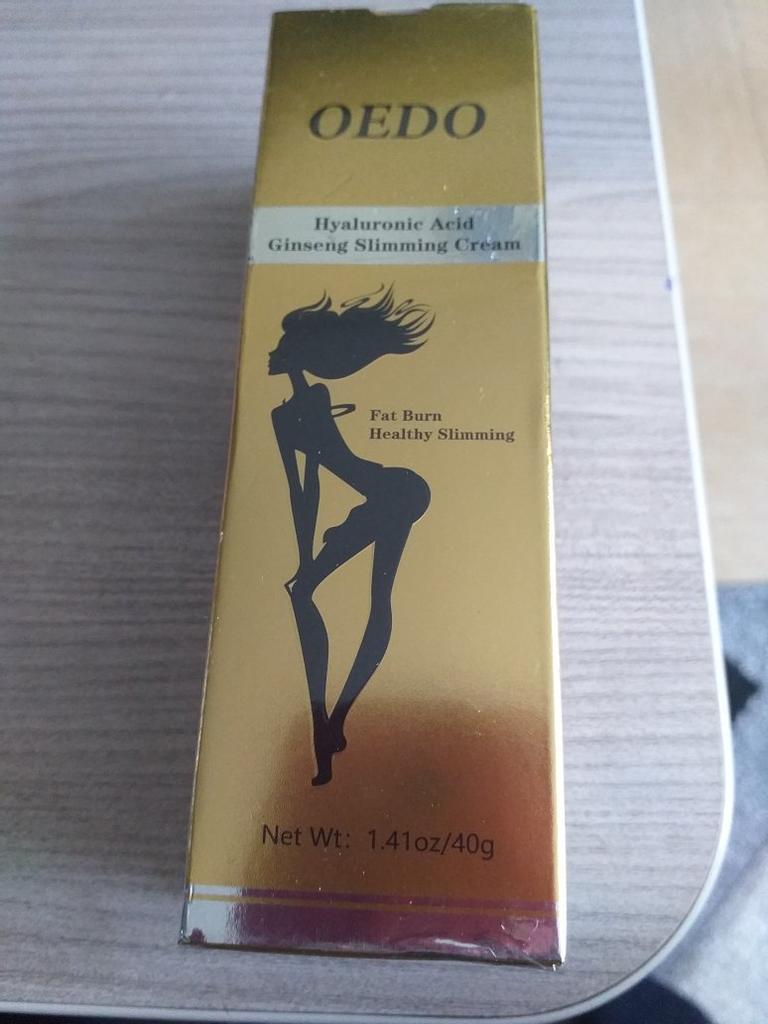 OEDO
Hyaluronic Acid
Ginseng Slimming Cream
Fat Burn
Healthy Slimming
Net Wt: 1.41oz/40g